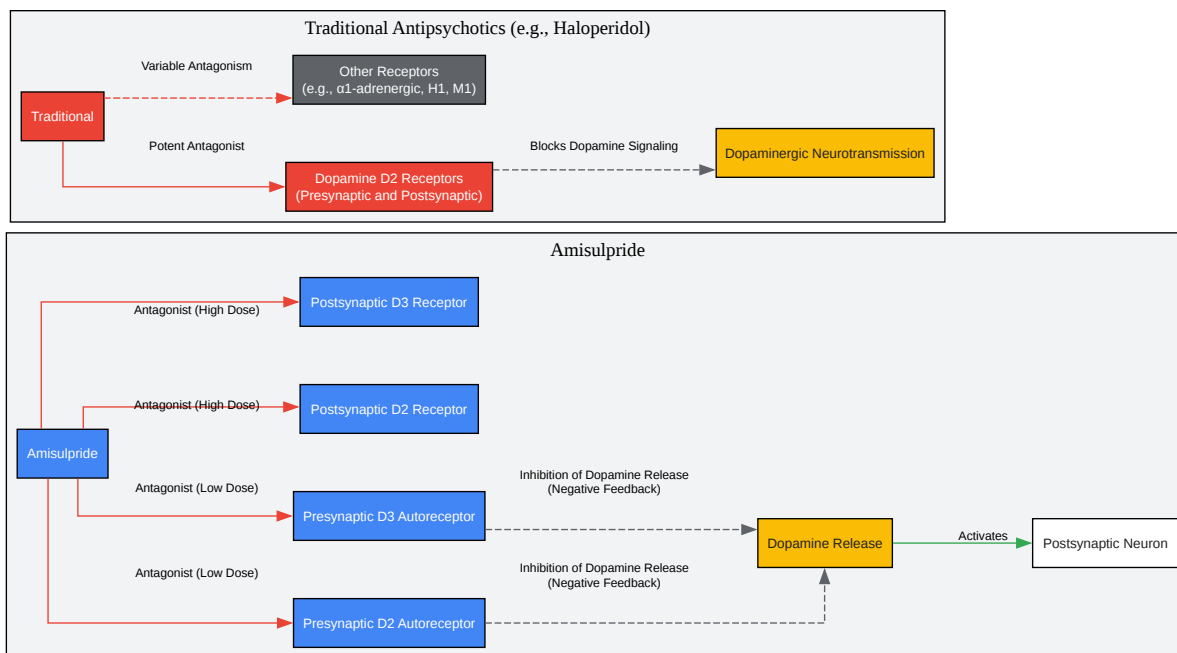 Traditional Antipsychotics (e.g., Haloperidol)
Variable Antagonism
Other Receptors
(e.g., α1-adrenergic, H1, M1)
Traditional
Potent Antagonist
Blocks Dopamine Signaling
Dopaminergic Neurotransmission
Dopamine D2 Receptors
(Presynaptic and Postsynaptic)
Amisulpride
Antagonist (High Dose)
Postsynaptic D3 Receptor
Antagonist (High Dose)
Postsynaptic D2 Receptor
Amisulpride
Antagonist (Low Dose)
Presynaptic D3 Autoreceptor
Inhibition of Dopamine Release
(Negative Feedback)
Dopamine Release
Activates
Postsynaptic Neuron
Antagonist (Low Dose)
Presynaptic D2 Autoreceptor
Inhibition of Dopamine Release
(Negative Feedback)